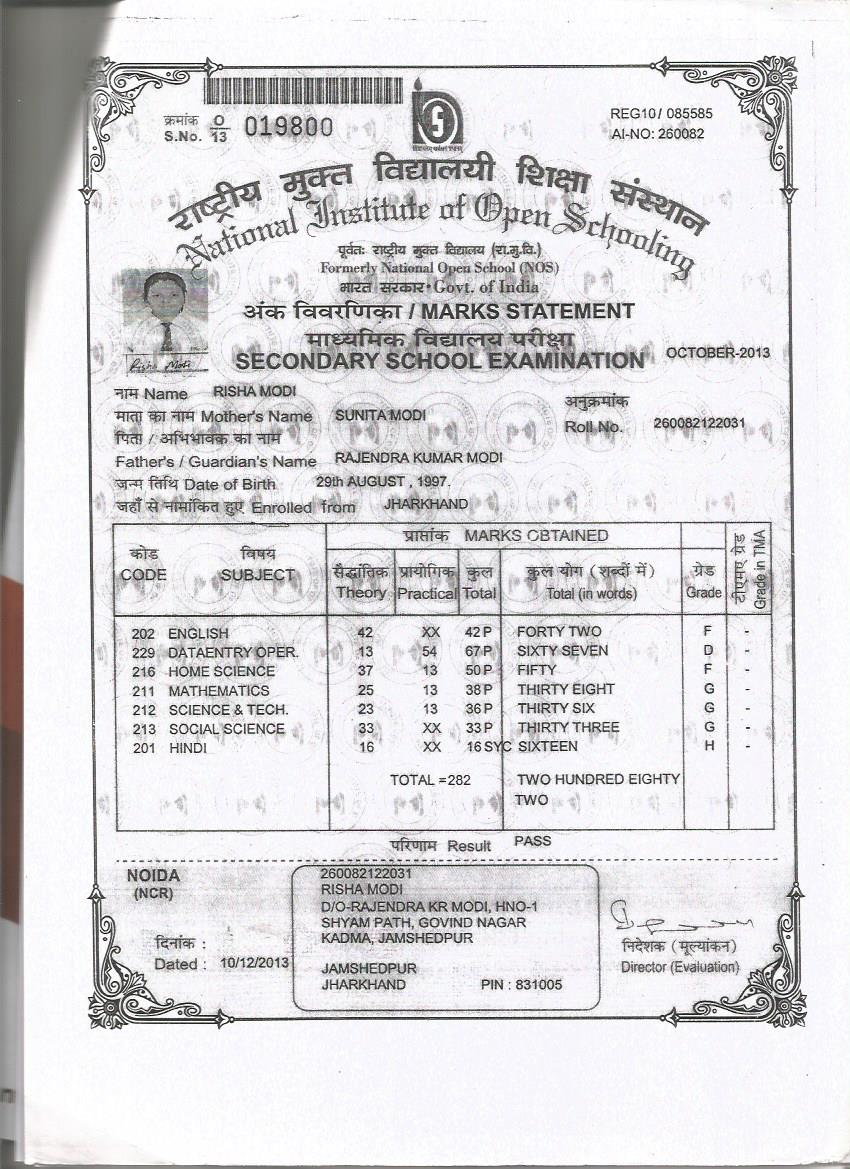 REG10/ 085585
क्रमांक
S.No. O/13 019800
AI-NO: 260082
राष्ट्रीय मुक्त विद्यालयी शिक्षा संस्थान
National Institute of Open Schooling
पूर्वतः राष्ट्रीय मुक्त विद्यालय (रा.मु.वि.)
Formerly National Open School (NOS)
भारत सरकार • Govt. of India
अंक विवरणिका / MARKS STATEMENT
माध्यमिक विद्यालय परीक्षा
SECONDARY SCHOOL EXAMINATION OCTOBER-2013
Risha Modi
नाम Name RISHA MODI
माता का नाम Mother's Name SUNITA MODI
अनुक्रमांक
Roll No. 260082122031
पिता / अभिभावक का नाम
Father's / Guardian's Name RAJENDRA KUMAR MODI
जन्म तिथि Date of Birth 29th AUGUST , 1997.
जहाँ से नामांकित हुए Enrolled from JHARKHAND
प्राप्तांक MARKS OBTAINED
कोड विषय सैद्धांतिक प्रायोगिक कुल कुल योग ( शब्दों में ) ग्रेड टीएमए ग्रेड
CODE SUBJECT Theory Practical Total Total (in words) Grade Grade in TMA
202 ENGLISH 42 XX 42 P FORTY TWO F -
229 DATAENTRY OPER. 13 54 67 P SIXTY SEVEN D -
216 HOME SCIENCE 37 13 50 P FIFTY F -
211 MATHEMATICS 25 13 38 P THIRTY EIGHT G -
212 SCIENCE & TECH. 23 13 36 P THIRTY SIX G -
213 SOCIAL SCIENCE 33 XX 33 P THIRTY THREE G -
201 HINDI 16 XX 16 SYC SIXTEEN H -
TOTAL =282 TWO HUNDRED EIGHTY
TWO
परिणाम Result PASS
NOIDA
(NCR)
260082122031
RISHA MODI
D/O-RAJENDRA KR MODI, HNO-1
SHYAM PATH, GOVIND NAGAR
KADMA, JAMSHEDPUR
JAMSHEDPUR
JHARKHAND PIN : 831005
दिनांक :
Dated : 10/12/2013
निदेशक (मूल्यांकन)
Director (Evaluation)